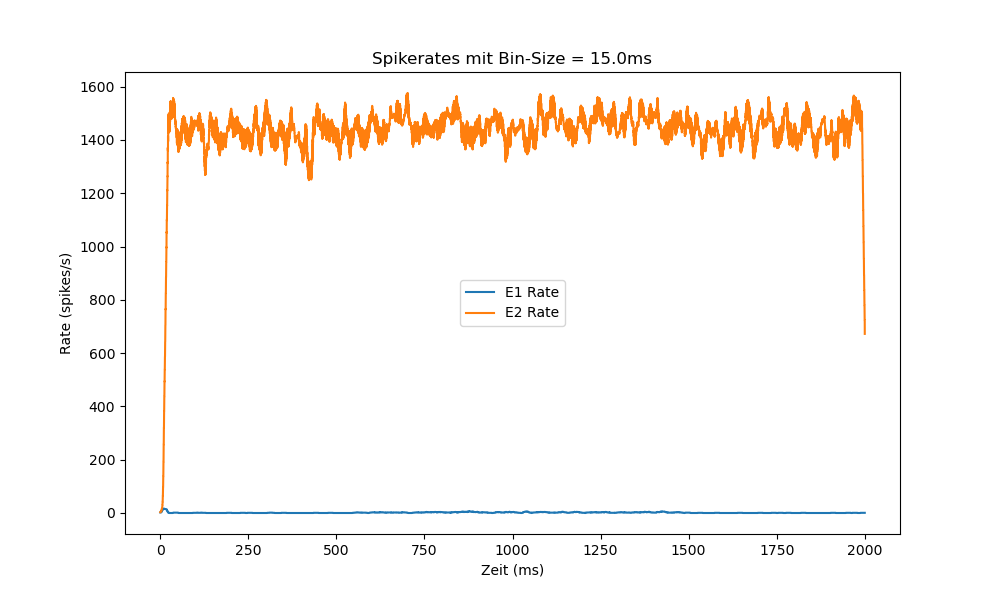 Spikerates mit Bin-Size = 15.0ms
Rate (spikes/s)
1600
1400
1200
1000
800
600
400
200
0
E1 Rate
E2 Rate
0 250 500 750 1000 1250 1500 1750 2000
Zeit (ms)